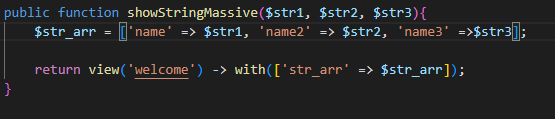 public function showStringMassive($str1, $str2, $str3){
$str_arr = ['name' => $str1, 'name2' => $str2, 'name3' =>$str3];
return view('welcome') -> with(['str_arr' => $str_arr]);
}